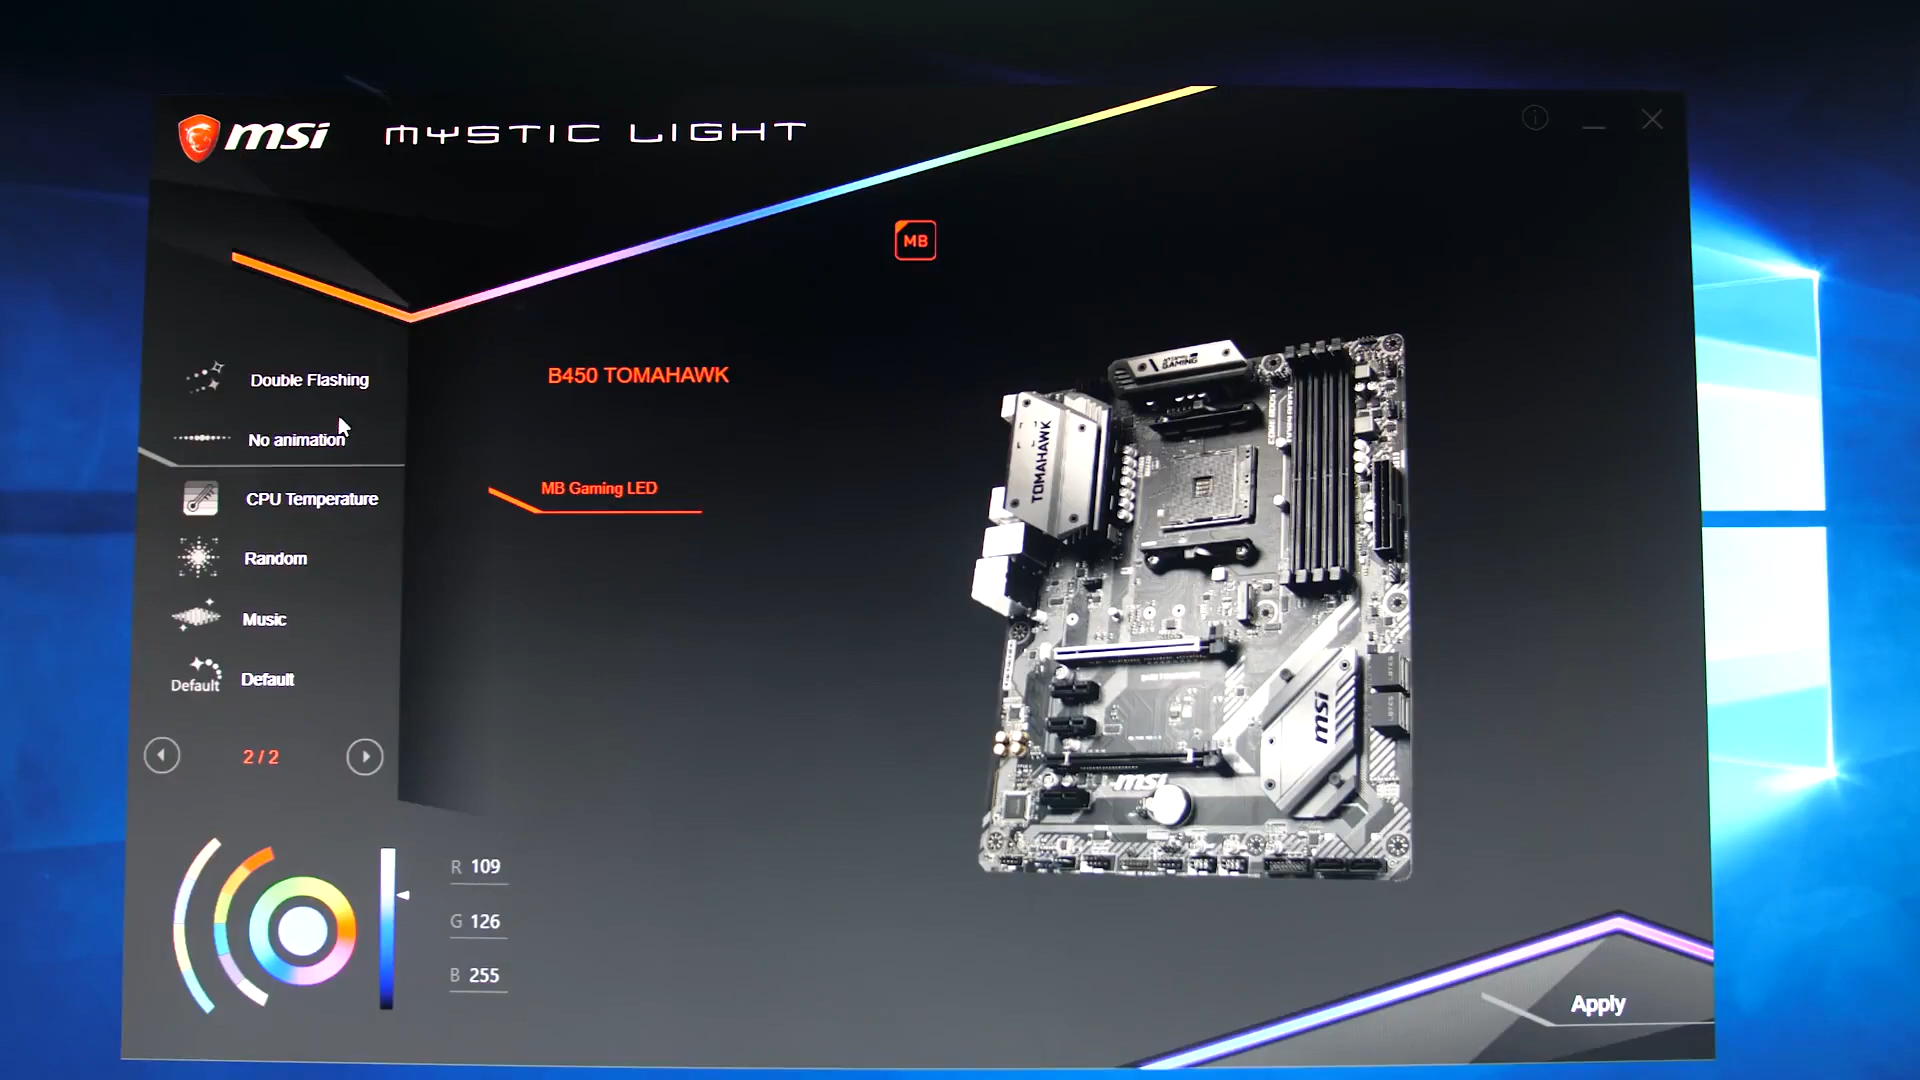 msi MYSTIC LIGHT
MB
B450 TOMAHAWK
MB Gaming LED
Double Flashing
No animation
CPU Temperature
Random
Music
Default Default
2 / 2
R 109
G 126
B 255
TOMAHAWK
GAMING
msi
msi
Apply